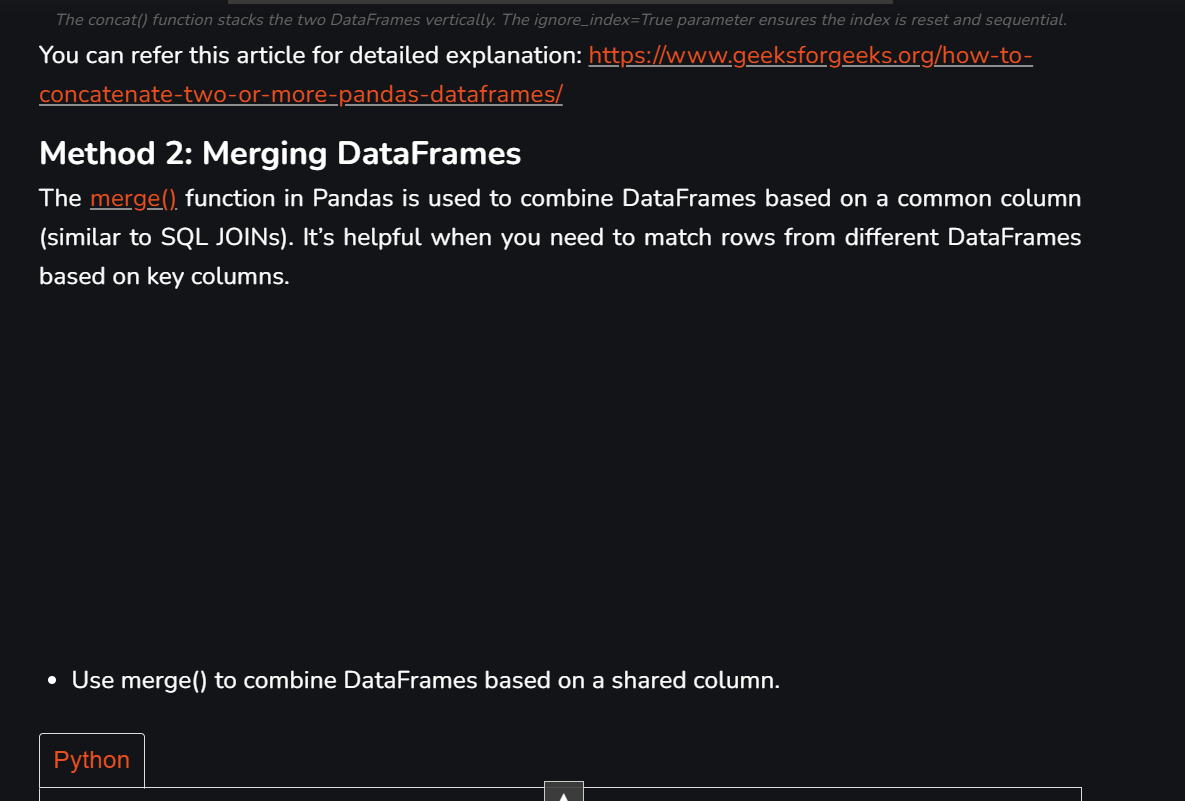 The concat() function stacks the two DataFrames vertically. The ignore_index=True parameter ensures the index is reset and sequential.
You can refer this article for detailed explanation: https://www.geeksforgeeks.org/how-to-
concatenate-two-or-more-pandas-dataframes/
Method 2: Merging DataFrames
The merge() function in Pandas is used to combine DataFrames based on a common column
(similar to SQL JOINs). It’s helpful when you need to match rows from different DataFrames
based on key columns.
• Use merge() to combine DataFrames based on a shared column.
Python